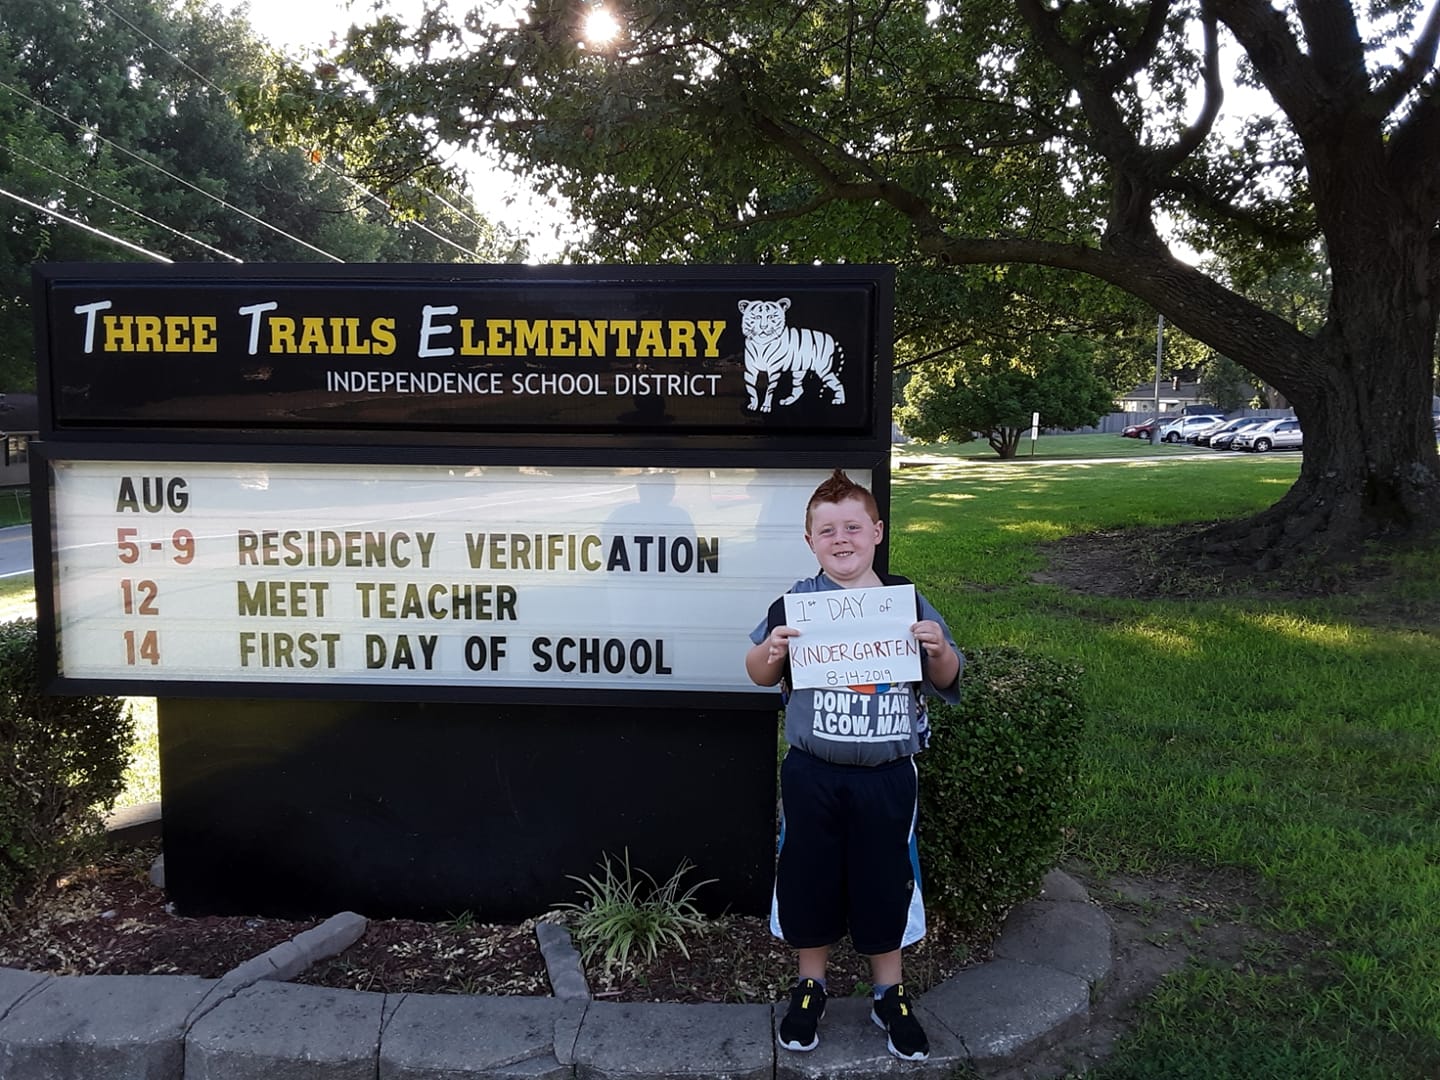 THREE TRAILS ELEMENTARY
INDEPENDENCE SCHOOL DISTRICT
AUG
5-9 RESIDENCY VERIFICATION
12 MEET TEACHER
14 FIRST DAY OF SCHOOL
1st DAY of
KINDERGARTEN
8-14-2019
DON'T HAVE
A COW, MAN.